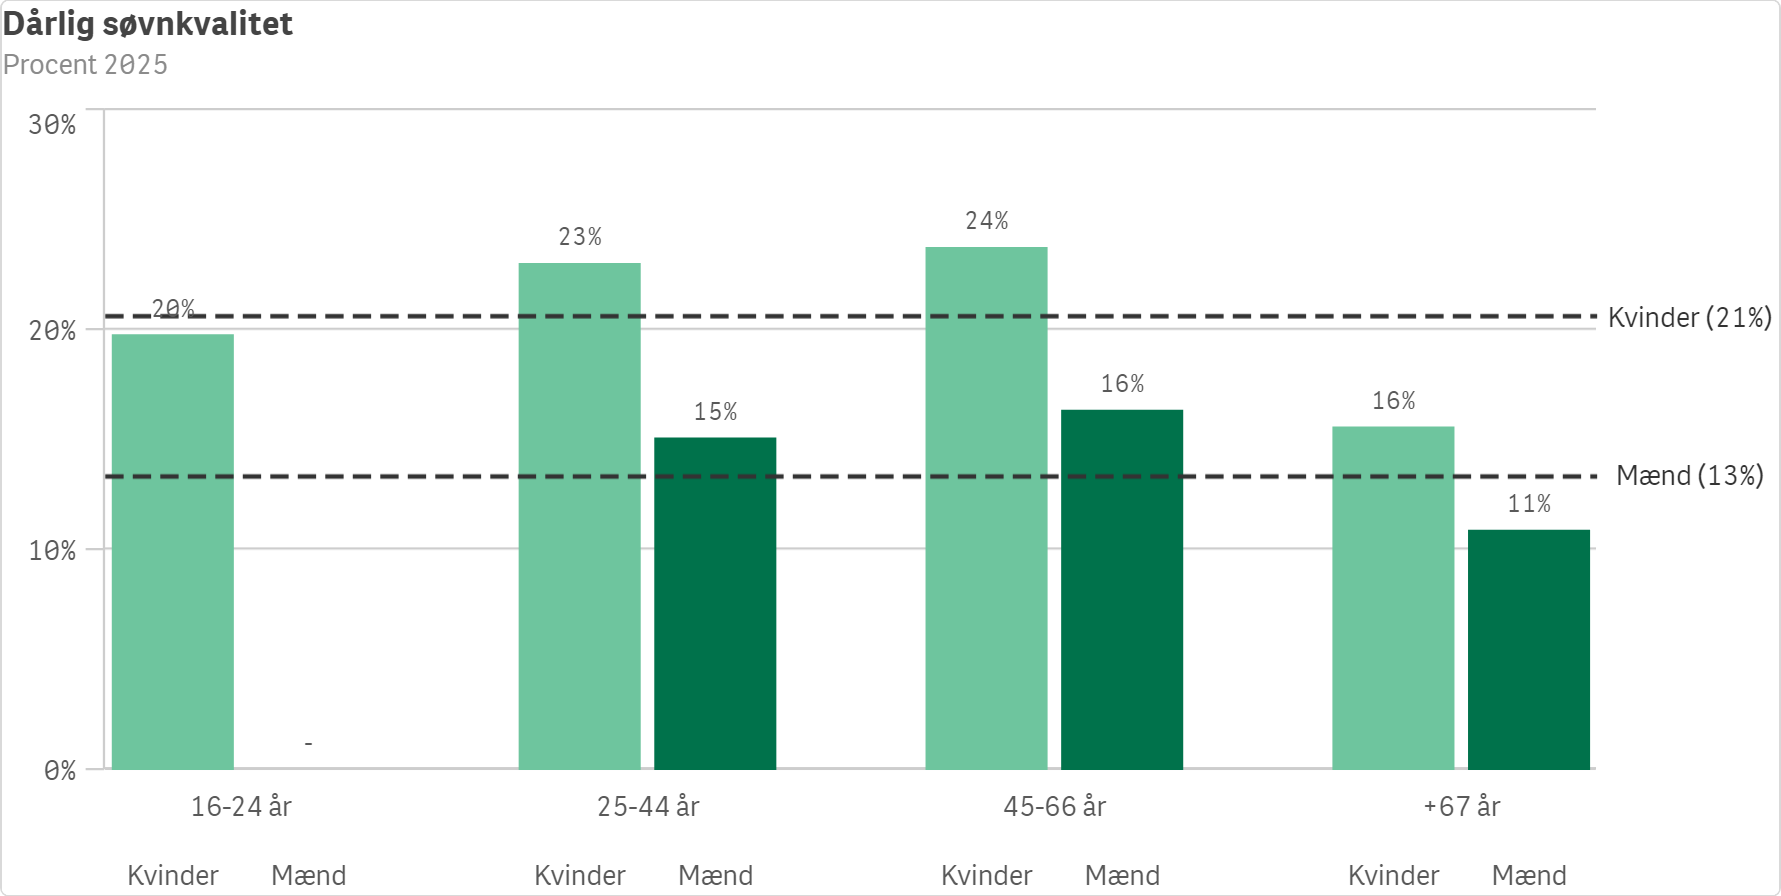 Dårlig søvnkvalitet
Procent 2025
30%
20%
10%
0%
20%
-
23%
15%
24%
16%
16%
11%
Kvinder (21%)
Mænd (13%)
16-24 år
25-44 år
45-66 år
+67 år
Kvinder Mænd Kvinder Mænd Kvinder Mænd Kvinder Mænd